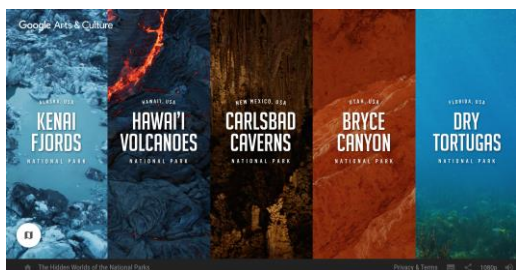 Google Arts & Culture
ALASKA, USA
KENAI
FJORDS
NATIONAL PARK
HAWAI'I, USA
HAWAI'I
VOLCANOES
NATIONAL PARK
NEW MEXICO, USA
CARLSBAD
CAVERNS
NATIONAL PARK
UTAH, USA
BRYCE
CANYON
NATIONAL PARK
FLORIDA, USA
DRY
TORTUGAS
NATIONAL PARK
The Hidden Worlds of the National Parks
Privacy & Terms
1080p